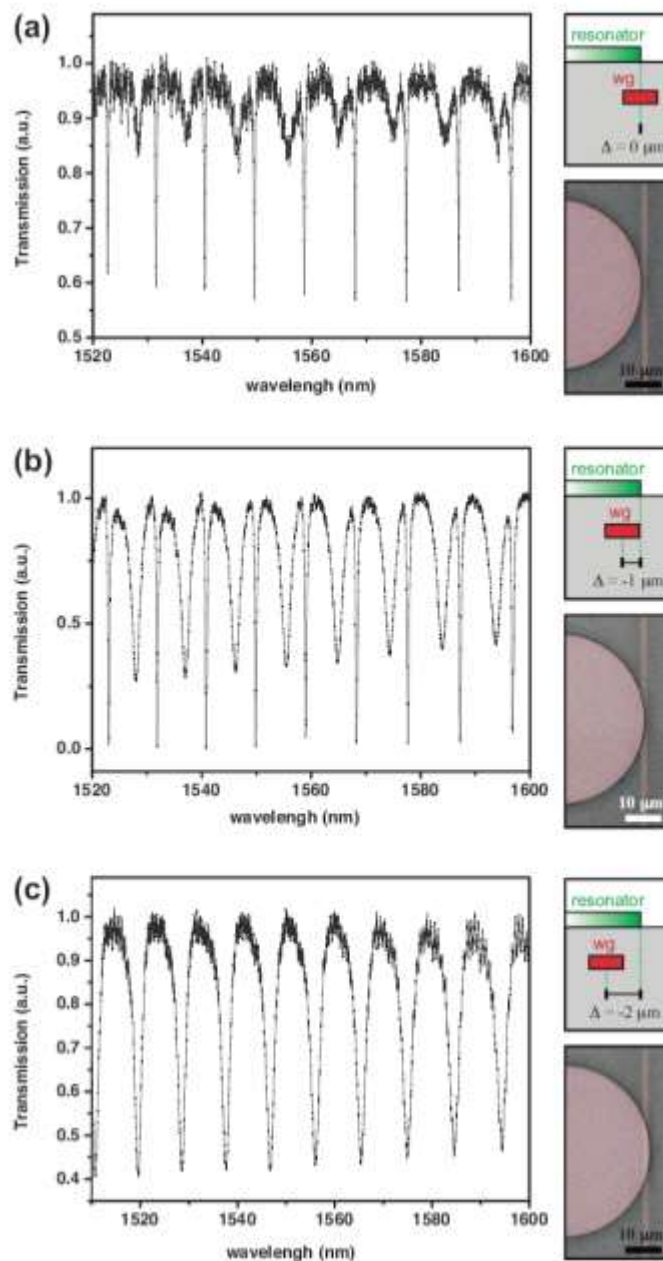 (a)
resonator
wg
Δ = 0 μm
Transmission (a.u.)
1.0
0.9
0.8
0.7
0.6
0.5
1520
1540
1560
1580
1600
wavelengh (nm)
10 μm
(b)
resonator
wg
Δ = -1 μm
Transmission (a.u.)
1.0
0.5
0.0
1520
1540
1560
1580
1600
wavelengh (nm)
10 μm
(c)
resonator
wg
Δ = -2 μm
Transmission (a.u.)
1.0
0.9
0.8
0.7
0.6
0.5
0.4
1520
1540
1560
1580
1600
wavelengh (nm)
10 μm